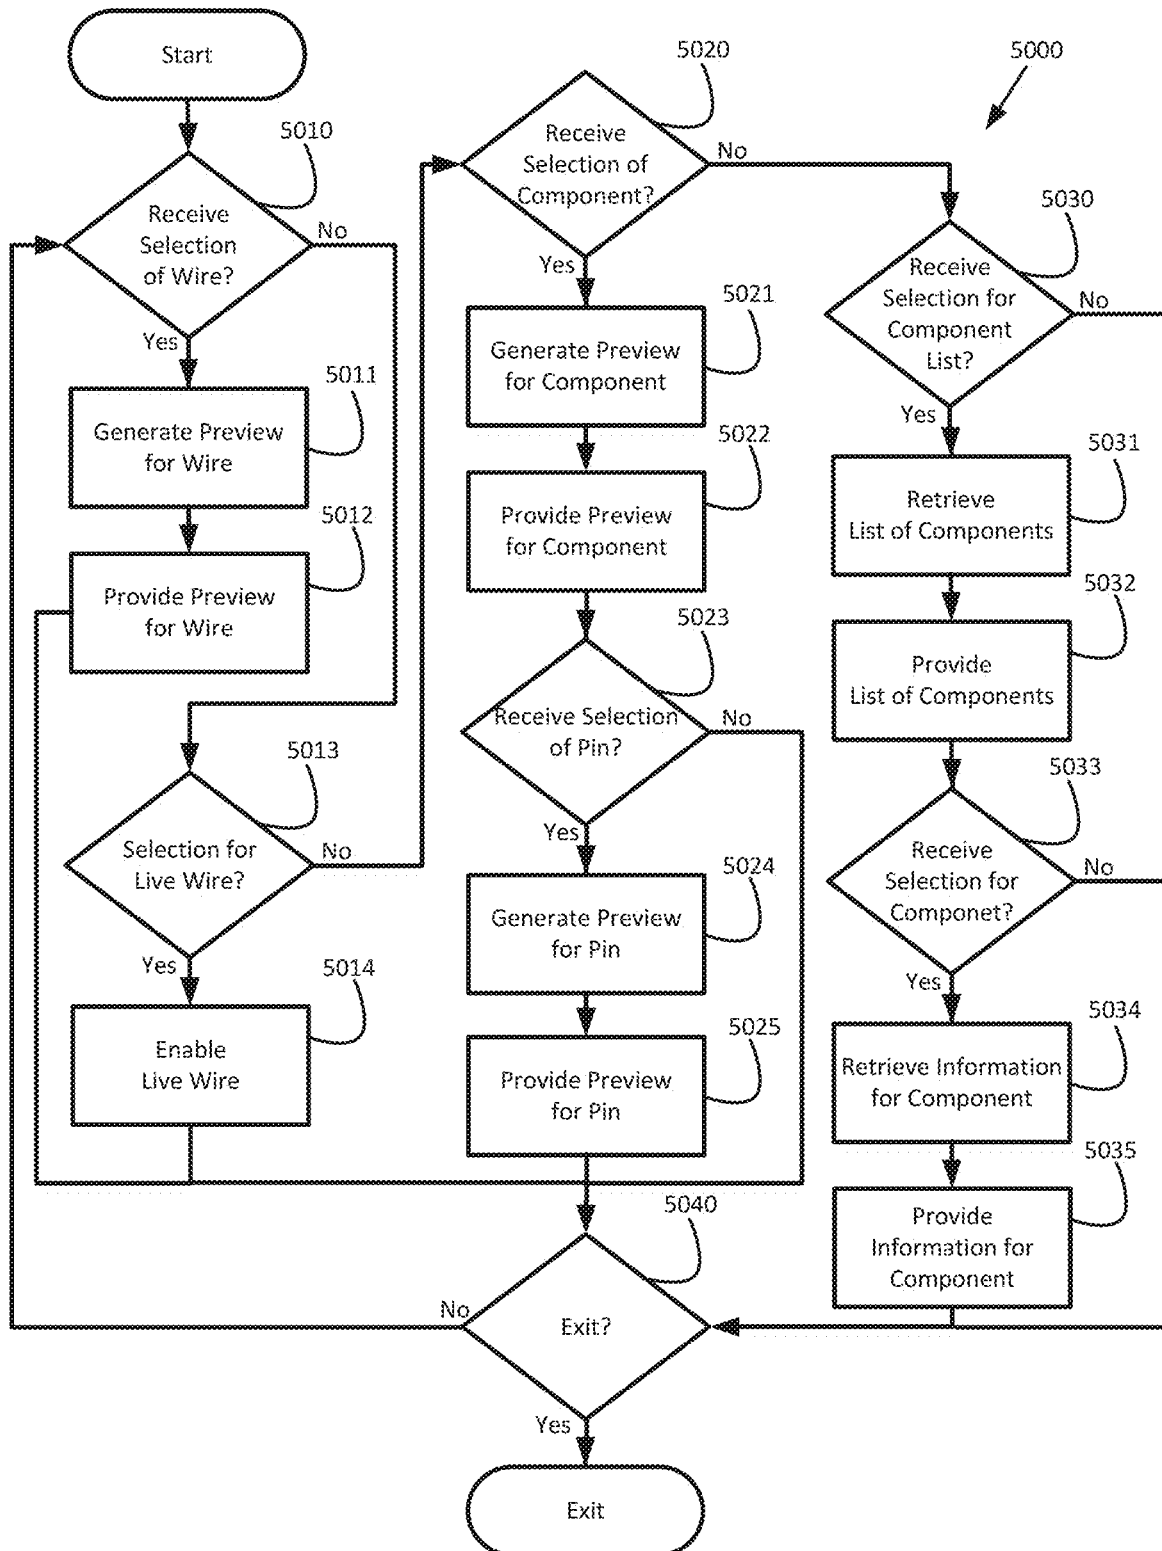 Start
5010
Receive
Selection
of Wire?
No
Yes
5011
Generate Preview
for Wire
5012
Provide Preview
for Wire
5013
Selection for
Live Wire?
No
Yes
5014
Enable
Live Wire
5020
Receive
Selection of
Component?
No
Yes
5021
Generate Preview
for Component
5022
Provide Preview
for Component
5023
Receive Selection
of Pin?
No
Yes
5024
Generate Preview
for Pin
5025
Provide Preview
for Pin
5040
Exit?
No
Yes
Exit
5000
5030
Receive
Selection for
Component
List?
No
Yes
5031
Retrieve
List of Components
5032
Provide
List of Components
5033
Receive
Selection for
Componet?
No
Yes
5034
Retrieve Information
for Component
5035
Provide
Information for
Component